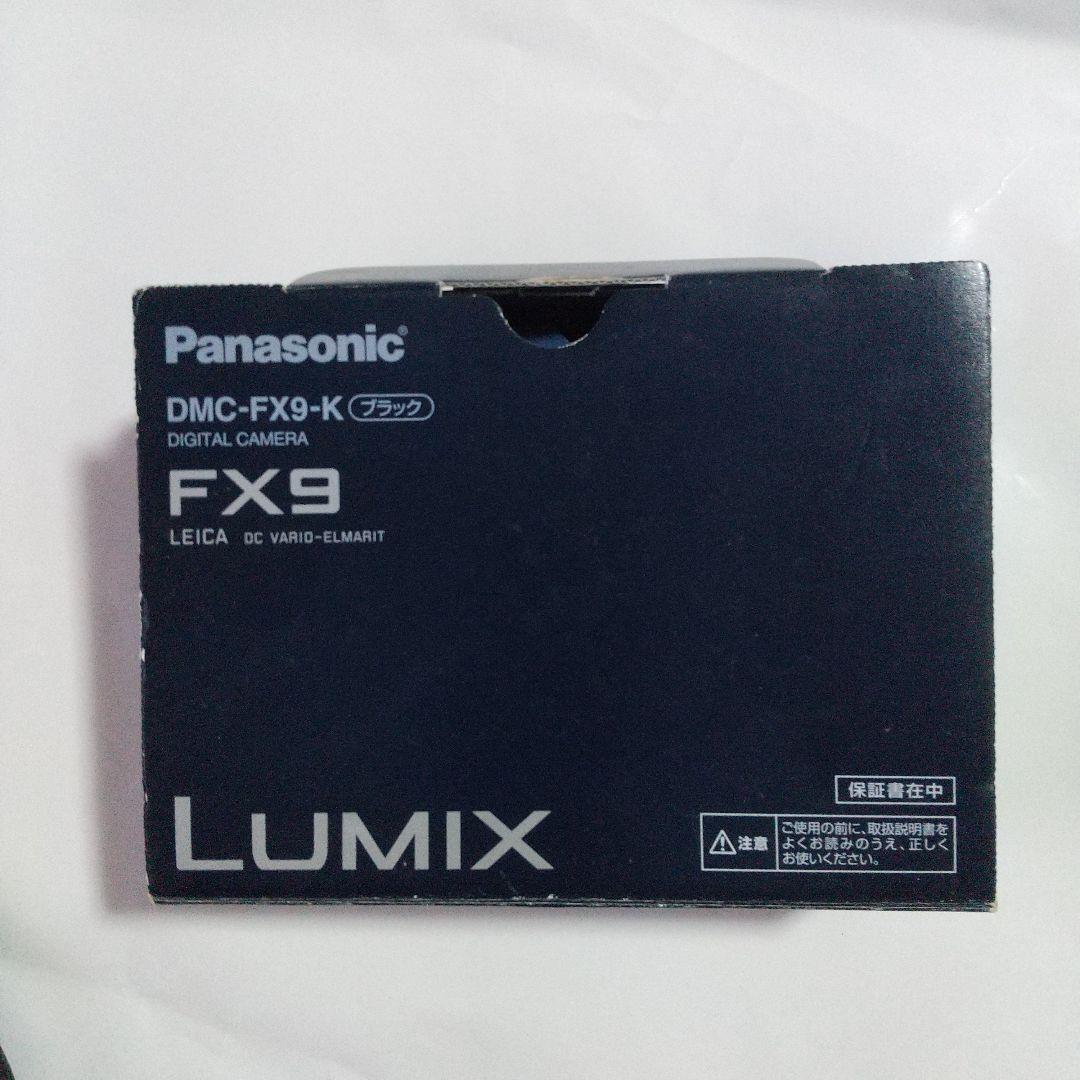 Panasonic®
DMC-FX9-K ブラック
DIGITAL CAMERA
FX9
LEICA DC VARIO-ELMARIT
LUMIX
保証書在中
⚠注意
ご使用の前に、取扱説明書を
よくお読みのうえ、正しく
お使いください。